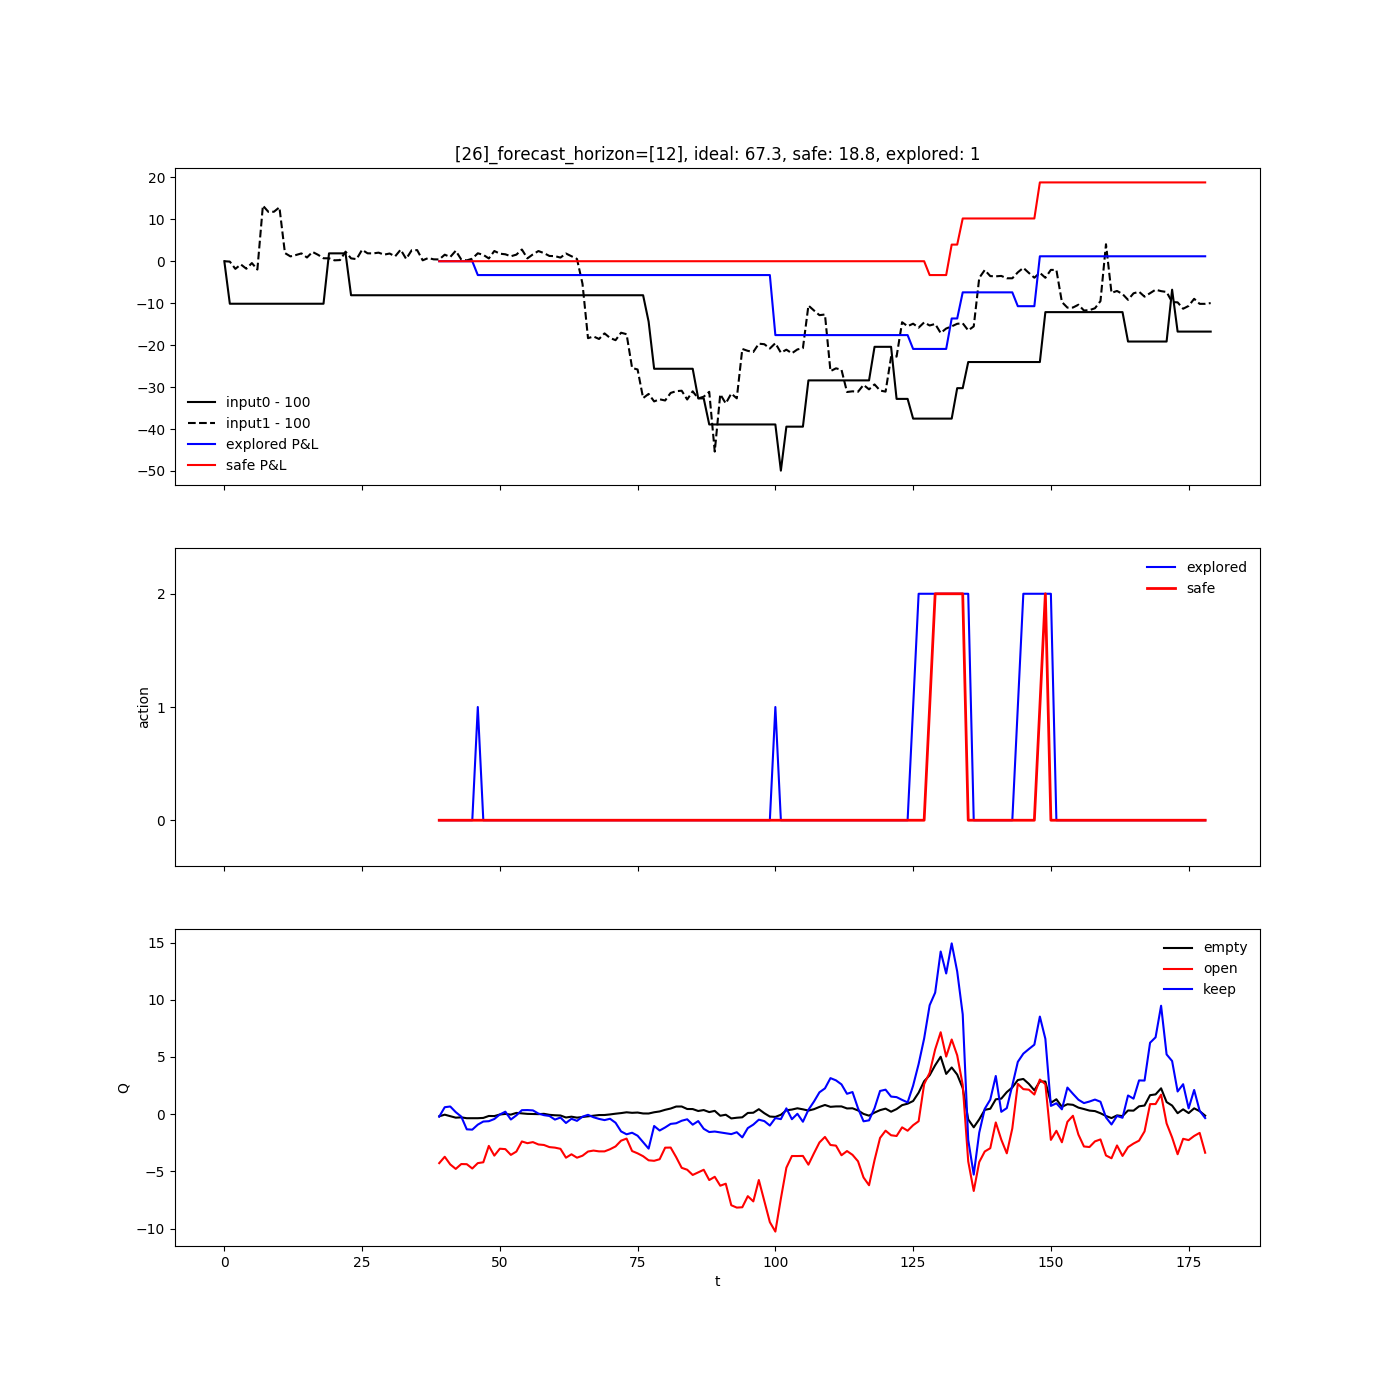 [26]_forecast_horizon=[12], ideal: 67.3, safe: 18.8, explored: 1
20
10
0
−10
−20
−30
−40
−50
input0 - 100
input1 - 100
explored P&L
safe P&L
action
2
1
0
explored
safe
Q
15
10
5
0
−5
−10
empty
open
keep
0 25 50 75 100 125 150 175
t